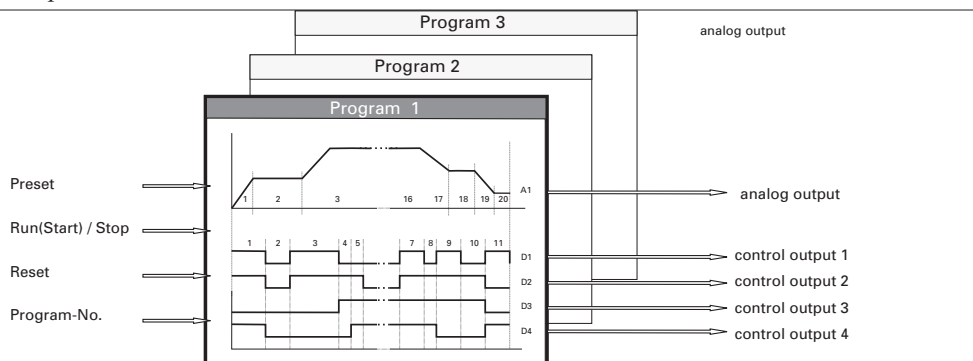 Program 3
analog output
Program 2
Program 1
Preset
A1
analog output
1 2 3 16 17 18 19 20
Run(Start) / Stop
1 2 3 4 5 7 8 9 10 11
D1
control output 1
Reset
D2
control output 2
D3
control output 3
Program-No.
D4
control output 4